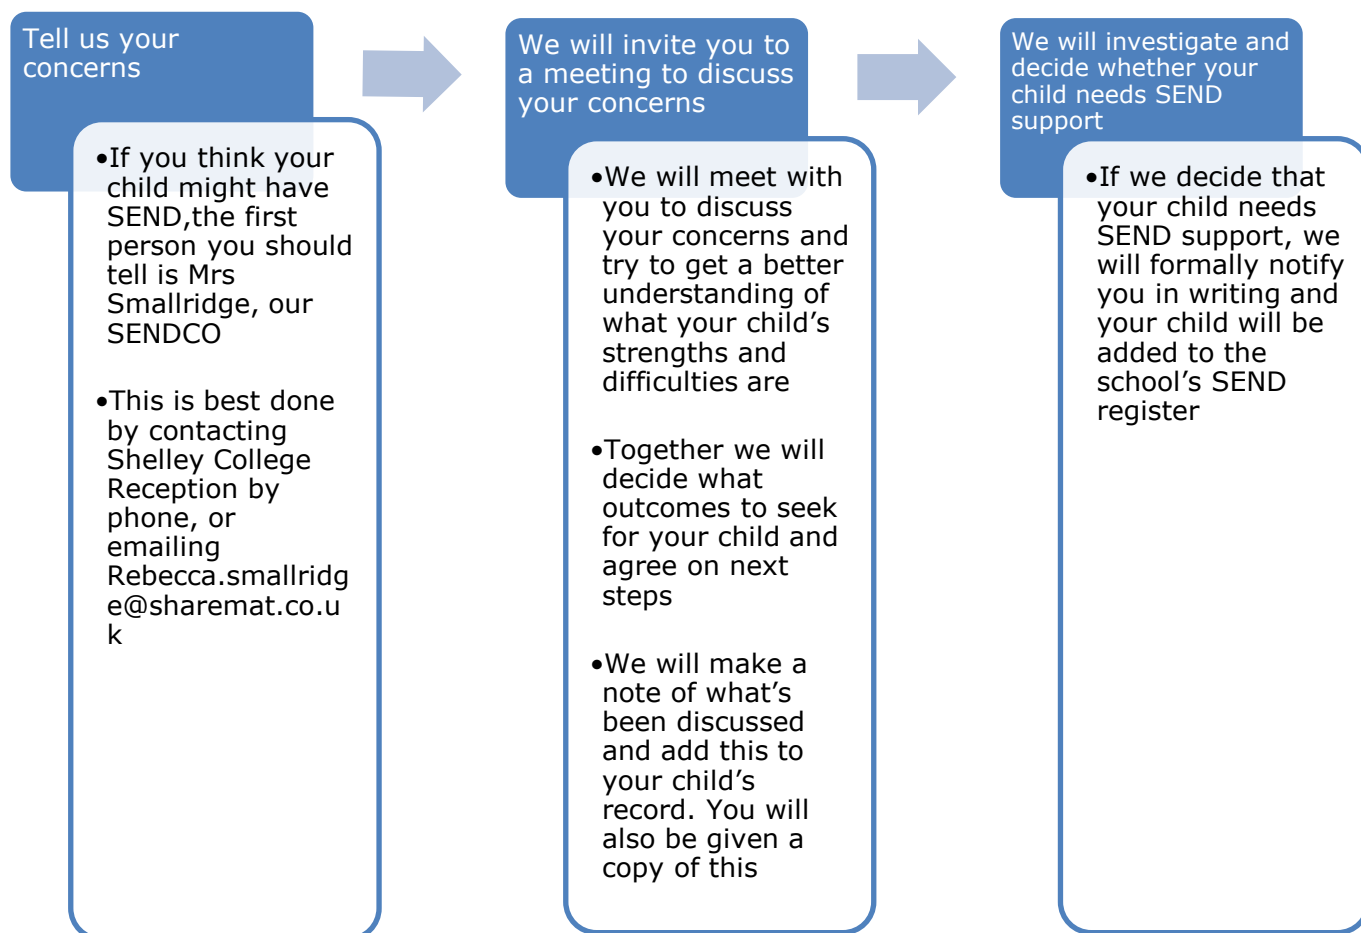 Tell us your
concerns
•If you think your
child might have
SEND,the first
person you should
tell is Mrs
Smallridge, our
SENDCO
•This is best done
by contacting
Shelley College
Reception by
phone, or
emailing
Rebecca.smallridg
e@sharemat.co.u
k
We will invite you to
a meeting to discuss
your concerns
•We will meet with
you to discuss
your concerns and
try to get a better
understanding of
what your child’s
strengths and
difficulties are
•Together we will
decide what
outcomes to seek
for your child and
agree on next
steps
•We will make a
note of what’s
been discussed
and add this to
your child’s
record. You will
also be given a
copy of this
We will investigate and
decide whether your
child needs SEND
support
•If we decide that
your child needs
SEND support, we
will formally notify
you in writing and
your child will be
added to the
school’s SEND
register